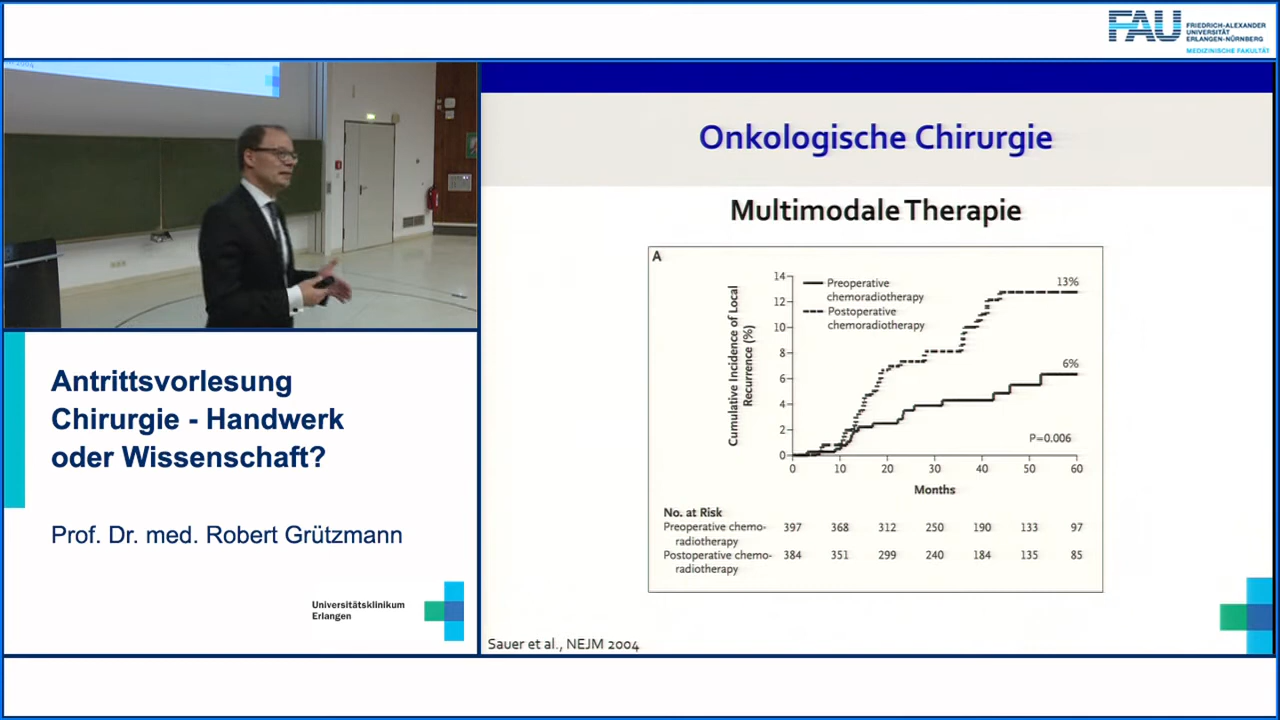 FAU
FRIEDRICH-ALEXANDER
UNIVERSITÄT
ERLANGEN-NÜRNBERG
MEDIZINISCHE FAKULTÄT
Antrittsvorlesung
Chirurgie - Handwerk
oder Wissenschaft?
Prof. Dr. med. Robert Grützmann
Universitätsklinikum
Erlangen
Onkologische Chirurgie
Multimodale Therapie
A
Cumulative Incidence of Local
Recurrence (%)
14
12
10
8
6
4
2
0
Preoperative
chemoradiotherapy
Postoperative
chemoradiotherapy
13%
6%
P=0.006
0 10 20 30 40 50 60
Months
No. at Risk
Preoperative chemo-
radiotherapy
397 368 312 250 190 133 97
Postoperative chemo-
radiotherapy
384 351 299 240 184 135 85
Sauer et al., NEJM 2004